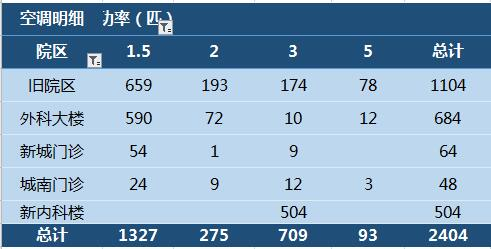 空调明细 功率（匹）
院区 1.5 2 3 5 总计
旧院区 659 193 174 78 1104
外科大楼 590 72 10 12 684
新城门诊 54 1 9 64
城南门诊 24 9 12 3 48
新内科楼 504 504
总计 1327 275 709 93 2404